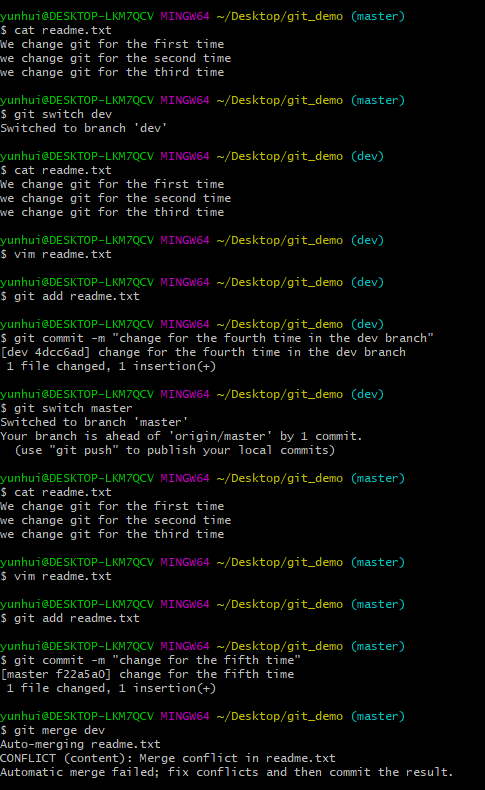 yunhui@DESKTOP-LKM7QCV MINGW64 ~/Desktop/git_demo (master)
$ cat readme.txt
We change git for the first time
we change git for the second time
we change git for the third time
yunhui@DESKTOP-LKM7QCV MINGW64 ~/Desktop/git_demo (master)
$ git switch dev
Switched to branch 'dev'
yunhui@DESKTOP-LKM7QCV MINGW64 ~/Desktop/git_demo (dev)
$ cat readme.txt
We change git for the first time
we change git for the second time
we change git for the third time
yunhui@DESKTOP-LKM7QCV MINGW64 ~/Desktop/git_demo (dev)
$ vim readme.txt
yunhui@DESKTOP-LKM7QCV MINGW64 ~/Desktop/git_demo (dev)
$ git add readme.txt
yunhui@DESKTOP-LKM7QCV MINGW64 ~/Desktop/git_demo (dev)
$ git commit -m "change for the fourth time in the dev branch"
[dev 4dcc6ad] change for the fourth time in the dev branch
 1 file changed, 1 insertion(+)
yunhui@DESKTOP-LKM7QCV MINGW64 ~/Desktop/git_demo (dev)
$ git switch master
Switched to branch 'master'
Your branch is ahead of 'origin/master' by 1 commit.
  (use "git push" to publish your local commits)
yunhui@DESKTOP-LKM7QCV MINGW64 ~/Desktop/git_demo (master)
$ cat readme.txt
We change git for the first time
we change git for the second time
we change git for the third time
yunhui@DESKTOP-LKM7QCV MINGW64 ~/Desktop/git_demo (master)
$ vim readme.txt
yunhui@DESKTOP-LKM7QCV MINGW64 ~/Desktop/git_demo (master)
$ git add readme.txt
yunhui@DESKTOP-LKM7QCV MINGW64 ~/Desktop/git_demo (master)
$ git commit -m "change for the fifth time"
[master f22a5a0] change for the fifth time
 1 file changed, 1 insertion(+)
yunhui@DESKTOP-LKM7QCV MINGW64 ~/Desktop/git_demo (master)
$ git merge dev
Auto-merging readme.txt
CONFLICT (content): Merge conflict in readme.txt
Automatic merge failed; fix conflicts and then commit the result.